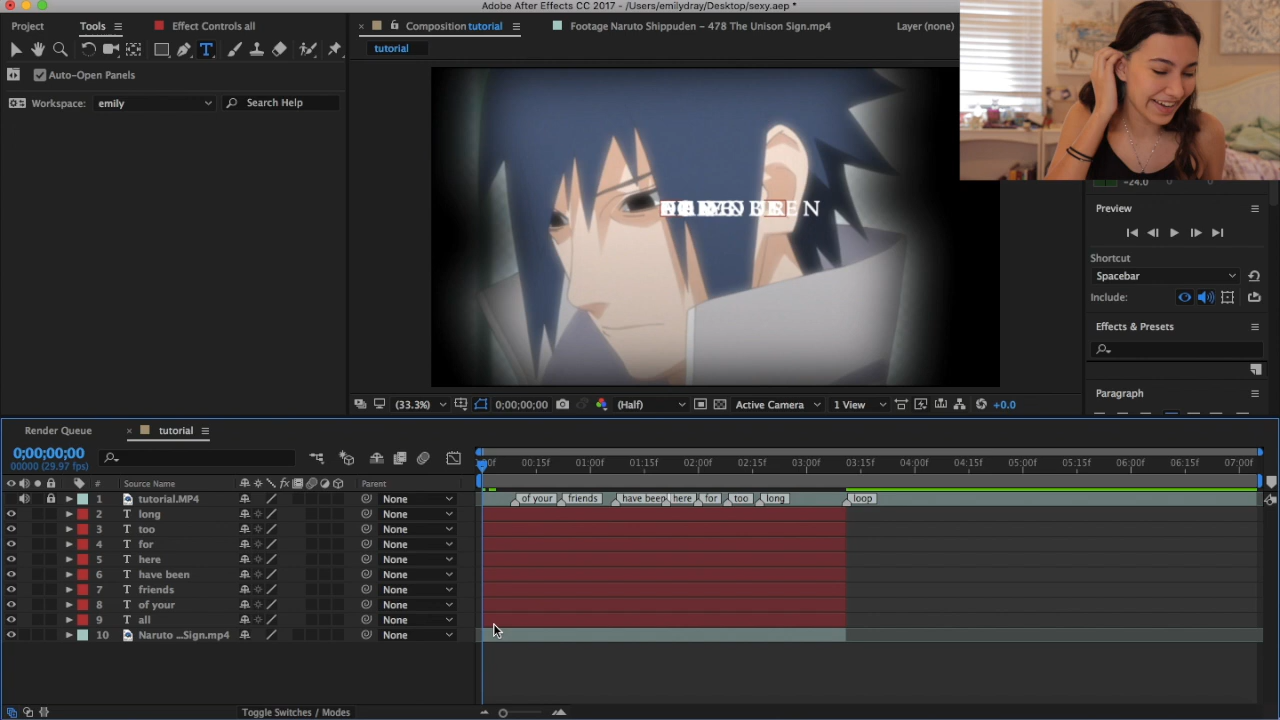 Adobe After Effects CC 2017 - /Users/emilydray/Desktop/sexy.aep *
Project
Tools
Effect Controls all
Composition tutorial
Footage Naruto Shippuden – 478 The Unison Sign.mp4
Layer (none)
tutorial
Auto-Open Panels
Workspace: emily
Search Help
-24.0
Preview
Shortcut
Spacebar
Include:
Effects & Presets
Paragraph
(33.3%)
0;00;00;00
(Half)
Active Camera
1 View
+0.0
Render Queue
tutorial
0;00;00;00
00000 (29.97 fps)
00:15f
01:00f
01:15f
02:00f
02:15f
03:00f
03:15f
04:00f
04:15f
05:00f
05:15f
06:00f
06:15f
07:00f
#
Source Name
Parent
1 tutorial.MP4 None
of your
friends
have been
here
for
too
long
loop
2 T long None
3 T too None
4 T for None
5 T here None
6 T have been None
7 T friends None
8 T of your None
9 T all None
10 Naruto ...Sign.mp4 None
Toggle Switches / Modes